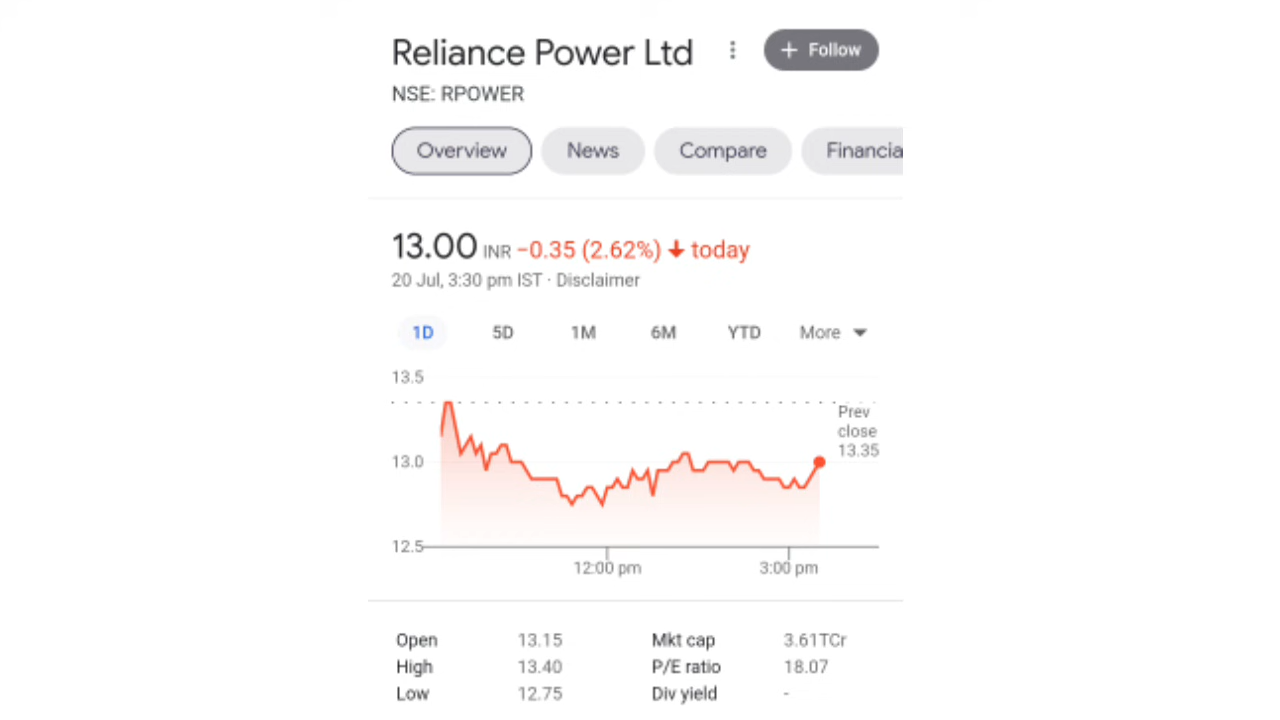 Reliance Power Ltd
+ Follow
NSE: RPOWER
Overview News Compare Financia
13.00 INR −0.35 (2.62%) ↓ today
20 Jul, 3:30 pm IST · Disclaimer
1D 5D 1M 6M YTD More
13.5
Prev
close
13.35
13.0
12.5
12:00 pm 3:00 pm
Open 13.15 Mkt cap 3.61TCr
High 13.40 P/E ratio 18.07
Low 12.75 Div yield -